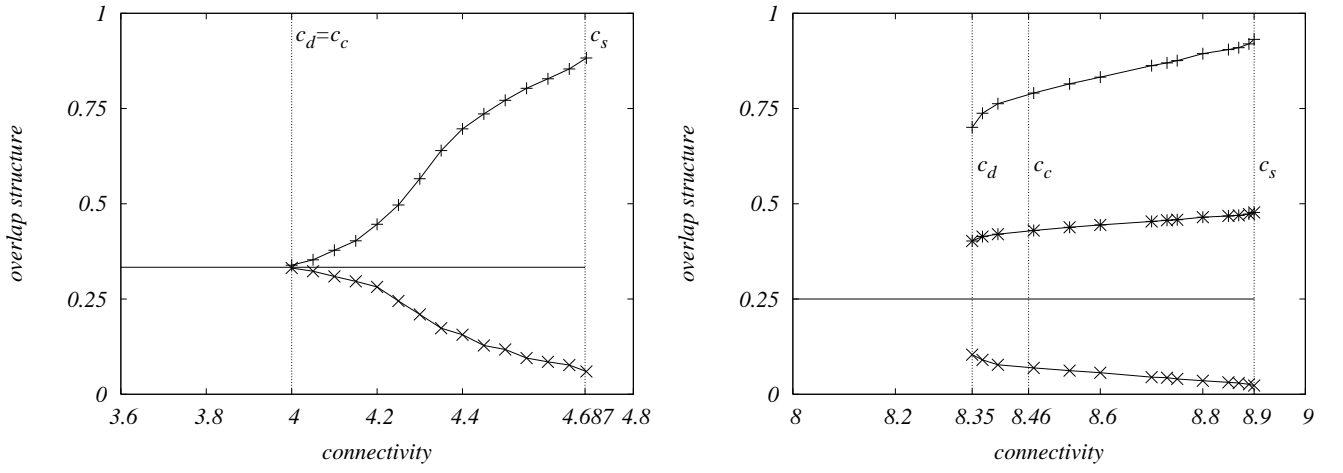 1
0.75
0.5
0.25
0
overlap structure
c_d=c_c
c_s
3.6 3.8 4 4.2 4.4 4.687 4.8
connectivity
1
0.75
0.5
0.25
0
overlap structure
c_d
c_c
c_s
8 8.2 8.35 8.46 8.6 8.8 8.9 9
connectivity